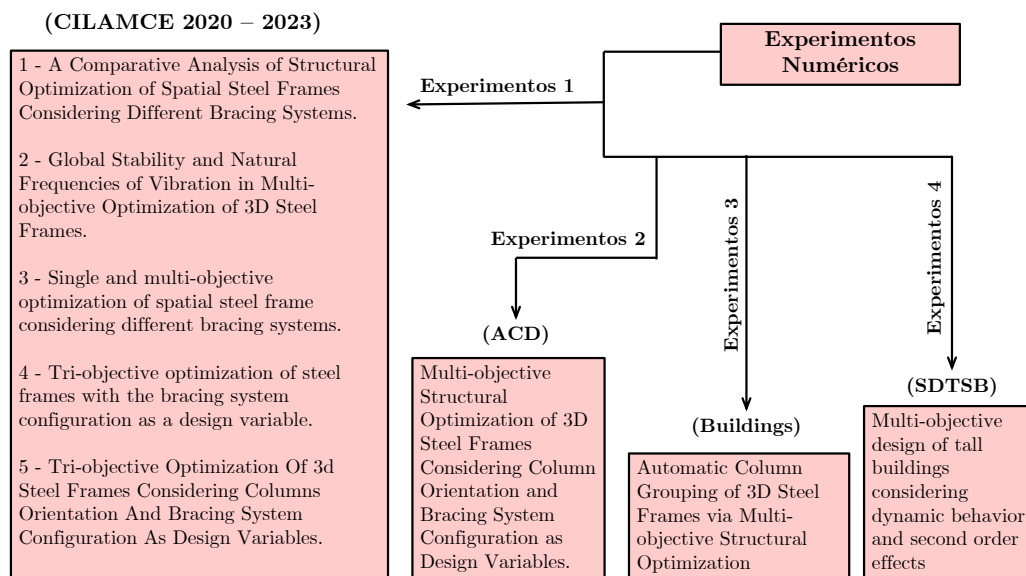 (CILAMCE 2020 – 2023)
1 - A Comparative Analysis of Structural
Optimization of Spatial Steel Frames
Considering Different Bracing Systems.
2 - Global Stability and Natural
Frequencies of Vibration in Multi-
objective Optimization of 3D Steel
Frames.
3 - Single and multi-objective
optimization of spatial steel frame
considering different bracing systems.
4 - Tri-objective optimization of steel
frames with the bracing system
configuration as a design variable.
5 - Tri-objective Optimization Of 3d
Steel Frames Considering Columns
Orientation And Bracing System
Configuration As Design Variables.
Experimentos
Numéricos
Experimentos 1
Experimentos 2
Experimentos 3
Experimentos 4
(ACD)
Multi-objective
Structural
Optimization of 3D
Steel Frames
Considering Column
Orientation and
Bracing System
Configuration as
Design Variables.
(Buildings)
Automatic Column
Grouping of 3D Steel
Frames via Multi-
objective Structural
Optimization
(SDTSB)
Multi-objective
design of tall
buildings
considering
dynamic behavior
and second order
effects